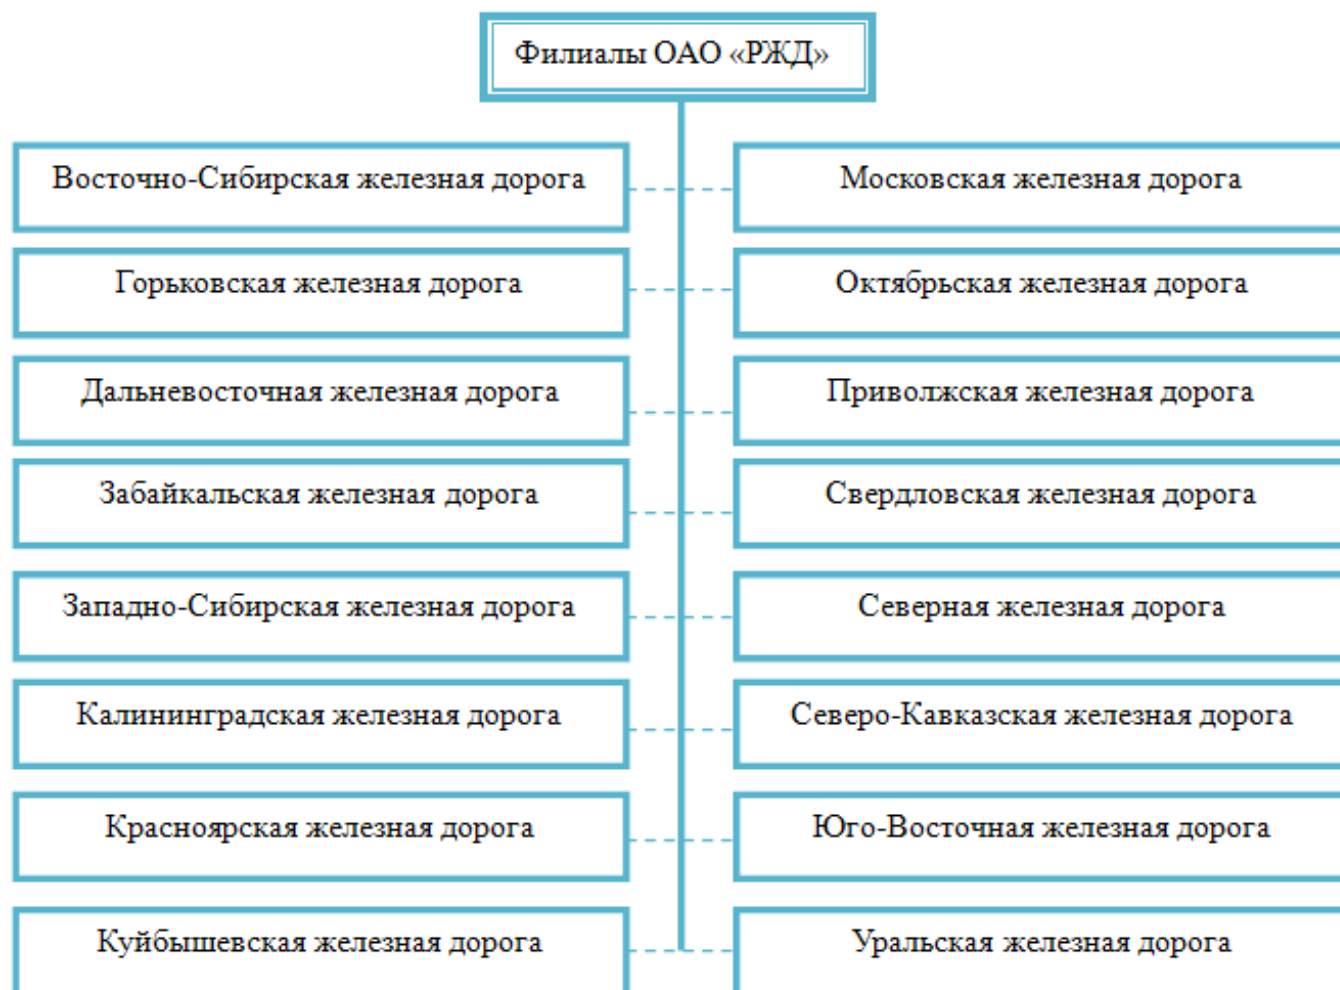 Филиалы ОАО «РЖД»
Восточно-Сибирская железная дорога
Московская железная дорога
Горьковская железная дорога
Октябрьская железная дорога
Дальневосточная железная дорога
Приволжская железная дорога
Забайкальская железная дорога
Свердловская железная дорога
Западно-Сибирская железная дорога
Северная железная дорога
Калининградская железная дорога
Северо-Кавказская железная дорога
Красноярская железная дорога
Юго-Восточная железная дорога
Куйбышевская железная дорога
Уральская железная дорога